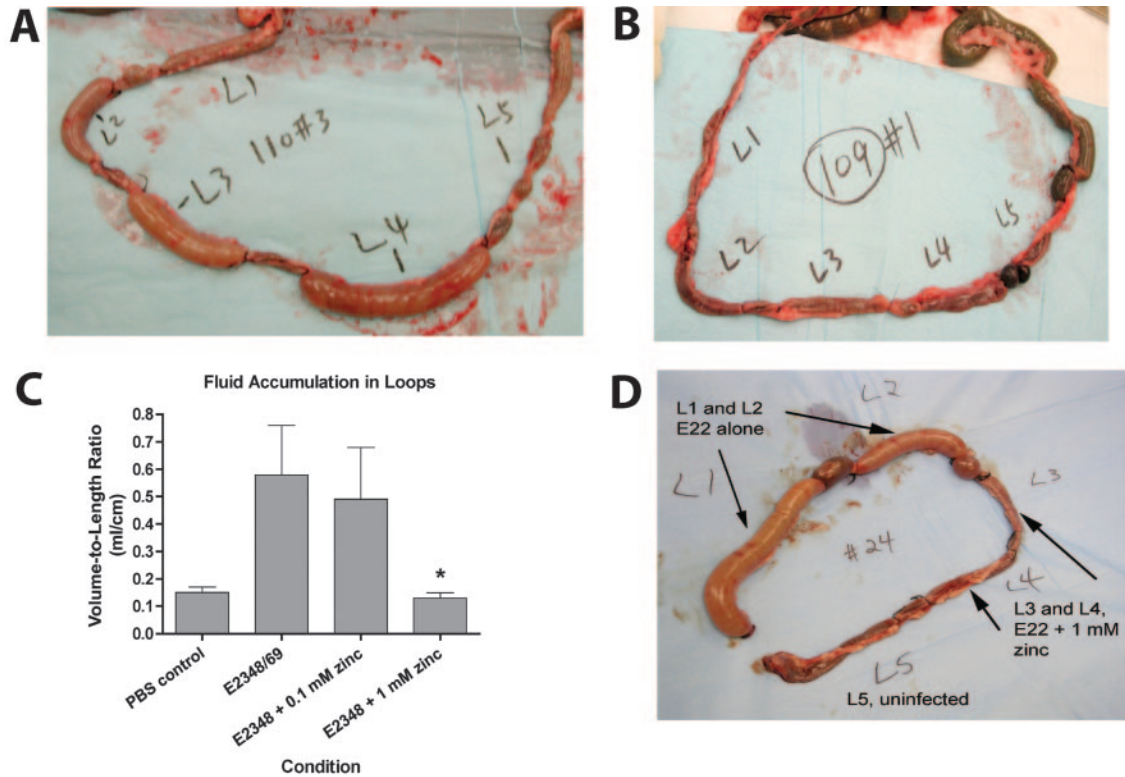 A
L1
L2
110#3
L5
-L3
L4
B
L1
109 #1
L2
L3
L4
L5
C
Fluid Accumulation in Loops
Volume-to-Length Ratio
(ml/cm)
0.8
0.7
0.6
0.5
0.4
0.3
0.2
0.1
0.0
*
PBS control
E2348/69
E2348 + 0.1 mM zinc
E2348 + 1 mM zinc
Condition
D
L1 and L2
E22 alone
L2
L1
L3
#24
L4
L3 and L4,
E22 + 1 mM
zinc
L5
L5, uninfected